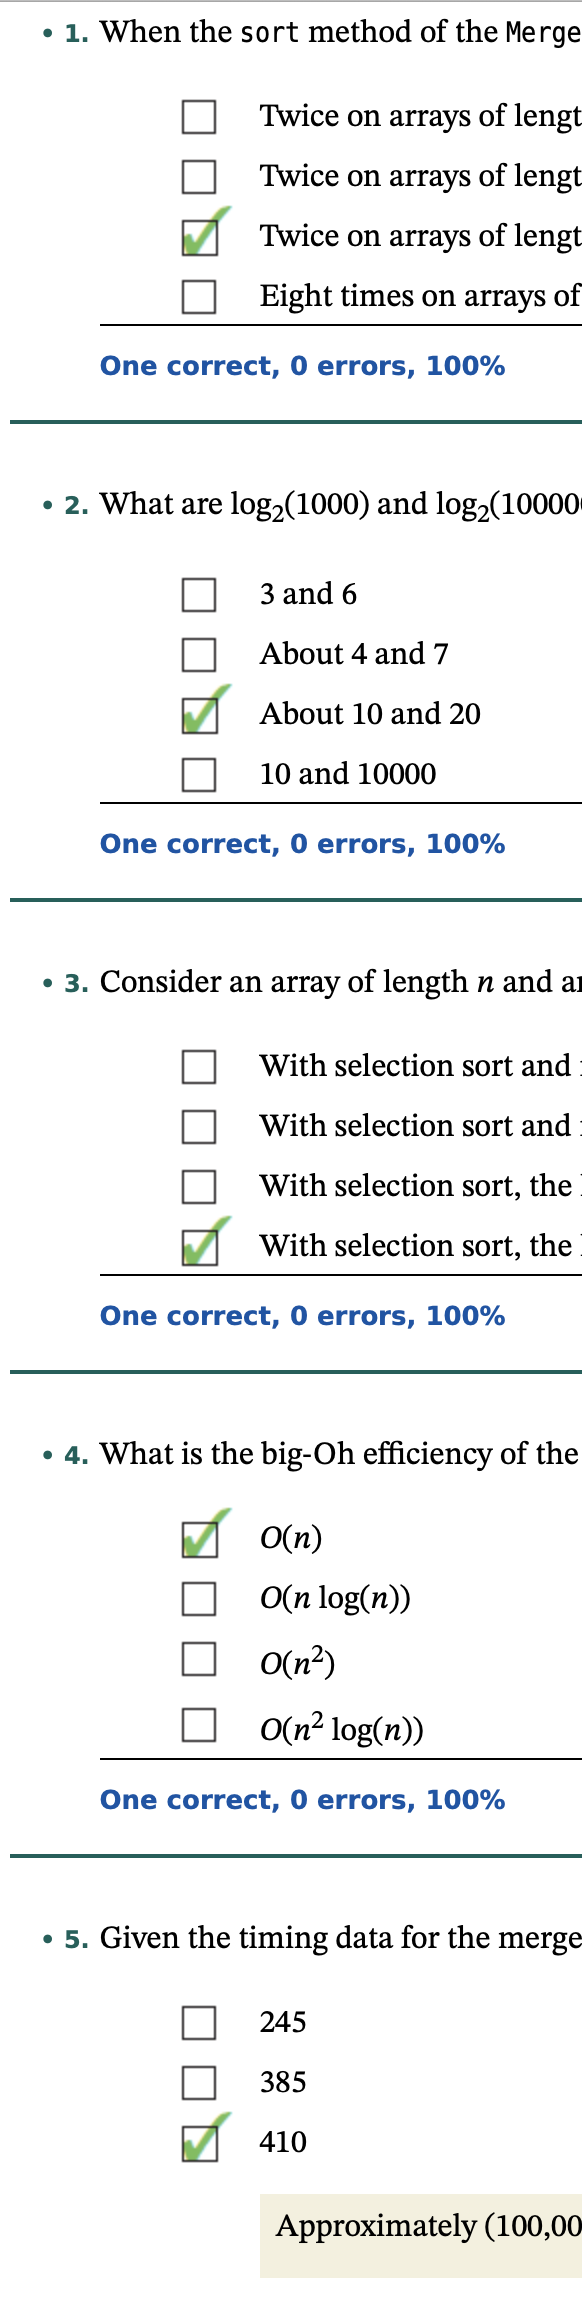 • 1. When the sort method of the Merge
Twice on arrays of lengt
Twice on arrays of lengt
Twice on arrays of lengt
Eight times on arrays of
One correct, 0 errors, 100%
• 2. What are log₂(1000) and log₂(10000
3 and 6
About 4 and 7
About 10 and 20
10 and 10000
One correct, 0 errors, 100%
• 3. Consider an array of length n and
With selection sort and
With selection sort and
With selection sort, the
With selection sort, the
One correct, 0 errors, 100%
• 4. What is the big-Oh efficiency of the
O(n)
O(n log(n))
O(n²)
O(n² log(n))
One correct, 0 errors, 100%
• 5. Given the timing data for the merge
245
385
410
Approximately (100,00